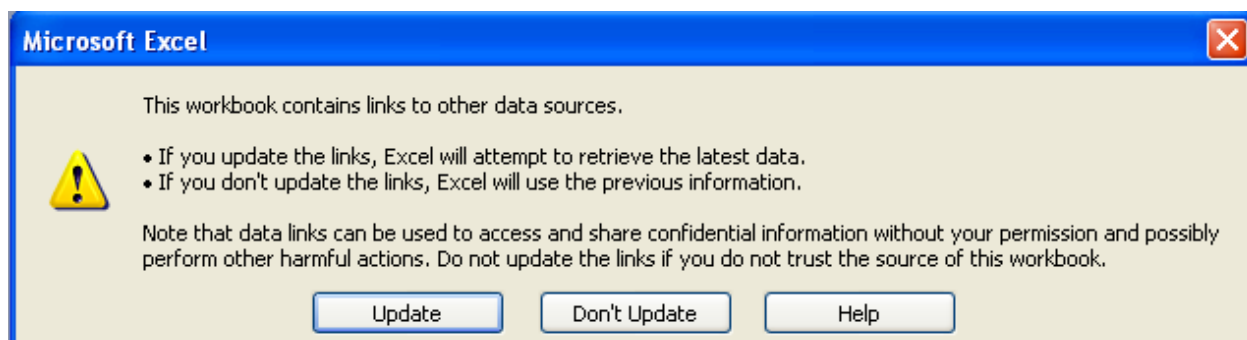 Microsoft Excel
This workbook contains links to other data sources.
• If you update the links, Excel will attempt to retrieve the latest data.
• If you don't update the links, Excel will use the previous information.
Note that data links can be used to access and share confidential information without your permission and possibly
perform other harmful actions. Do not update the links if you do not trust the source of this workbook.
Update Don't Update Help